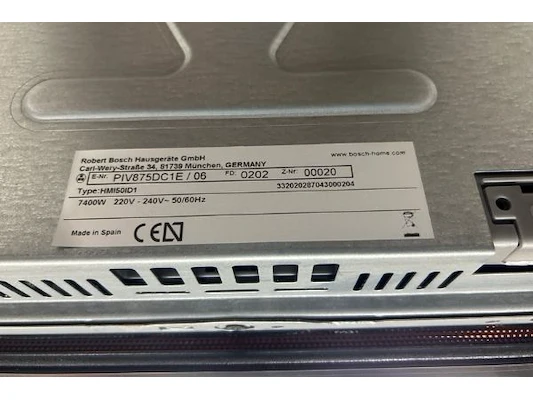 Robert Bosch Hausgeräte GmbH
www.bosch-home.com
Carl-Wery-Straße 34, 81739 München, GERMANY
E-Nr. PIV875DC1E / 06 FD 0202 Z-Nr. 00020
Type:HMI50ID1 332020287043000204
7400W 220V - 240V~ 50/60Hz
Made in Spain CE N